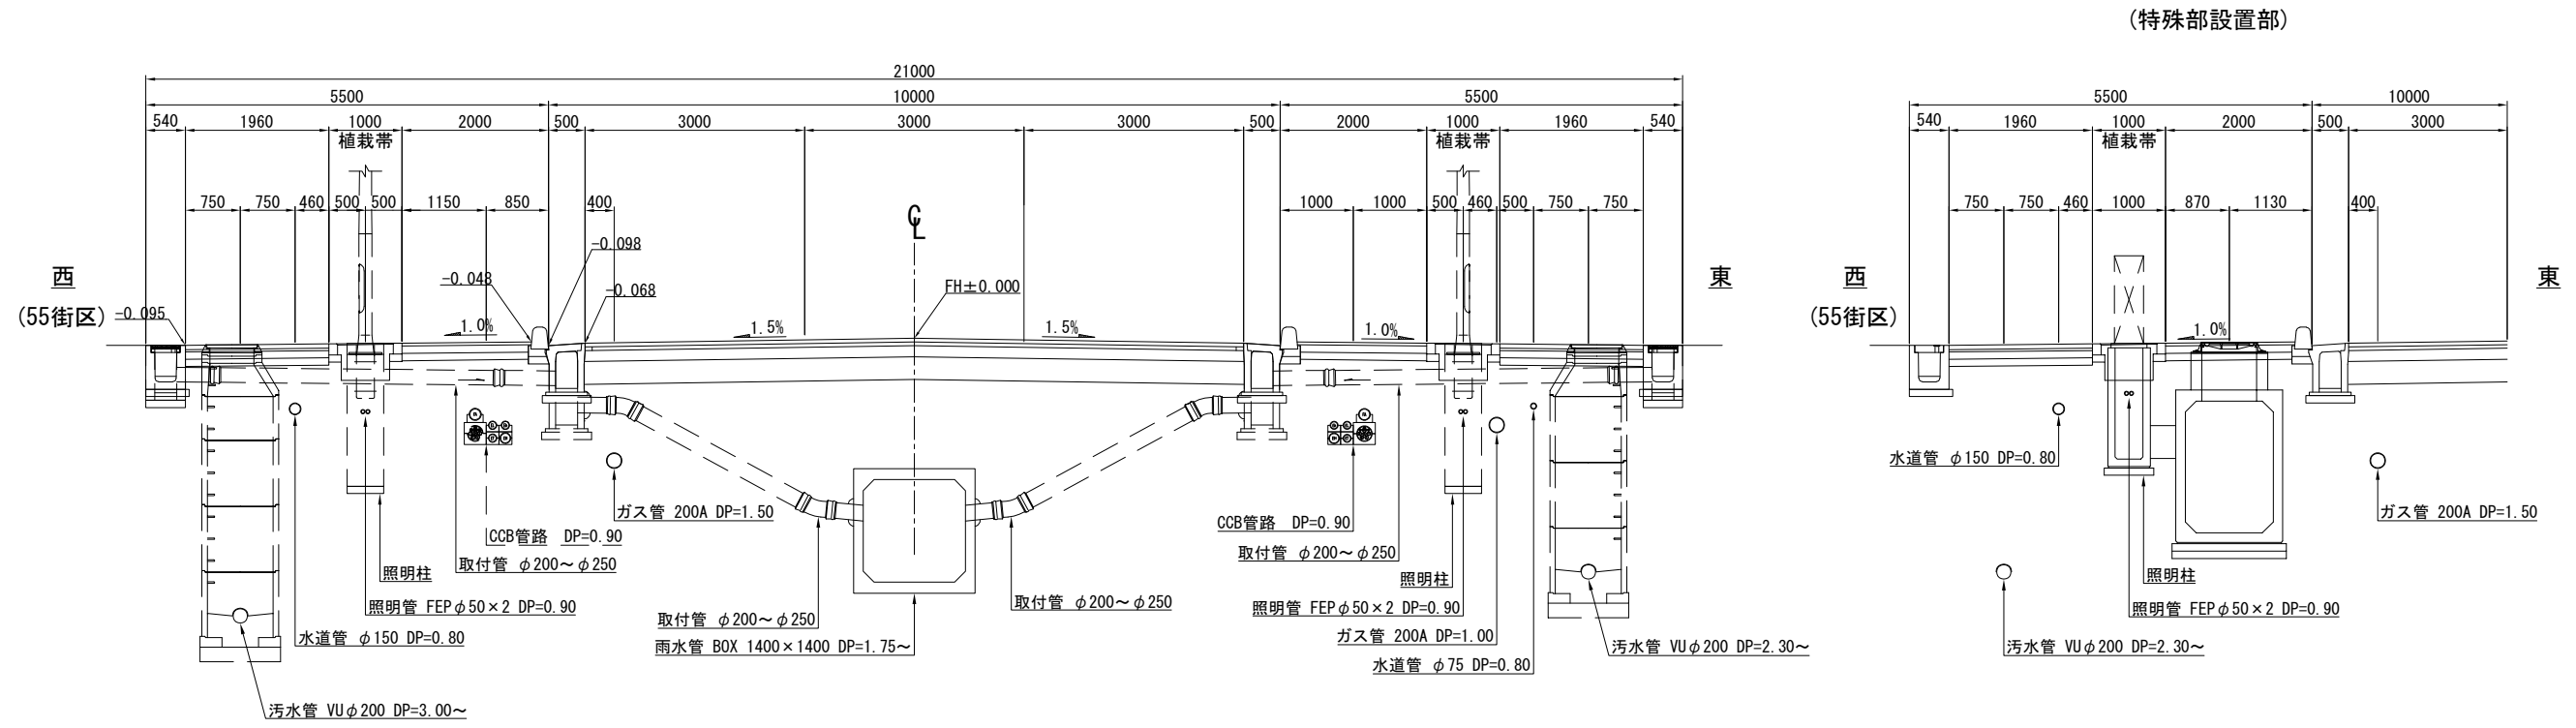 (特殊部設置部)
21000
5500 10000 5500
540 1960 1000 2000 500 3000 3000 3000 500 2000 1000 1960 540
植栽帯 植栽帯
750 750 460 500 500 1150 850 400 1000 1000 500 460 500 750 750
CL
-0.098
-0.048
-0.068
FH±0.000
西
(55街区)
-0.095
東
1.0% 1.5% 1.5% 1.0%
ガス管 200A DP=1.50
CCB管路 DP=0.90
取付管 φ200～φ250
照明柱
照明管 FEPφ50×2 DP=0.90
水道管 φ150 DP=0.80
汚水管 VUφ200 DP=3.00～
取付管 φ200～φ250
雨水管 BOX 1400×1400 DP=1.75～
取付管 φ200～φ250
CCB管路 DP=0.90
取付管 φ200～φ250
照明柱
照明管 FEPφ50×2 DP=0.90
ガス管 200A DP=1.00
水道管 φ75 DP=0.80
汚水管 VUφ200 DP=2.30～
5500 10000
540 1960 1000 2000 500 3000
植栽帯
750 750 460 1000 870 1130 400
西
(55街区)
東
1.0%
水道管 φ150 DP=0.80
ガス管 200A DP=1.50
照明柱
照明管 FEPφ50×2 DP=0.90
汚水管 VUφ200 DP=2.30～